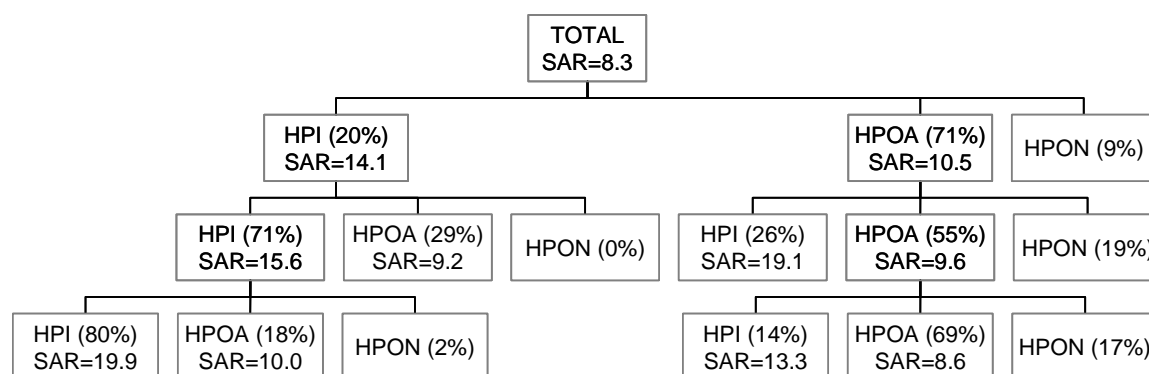 TOTAL
SAR=8.3
HPI (20%)
SAR=14.1
HPOA (71%)
SAR=10.5
HPON (9%)
HPI (71%)
SAR=15.6
HPOA (29%)
SAR=9.2
HPON (0%)
HPI (26%)
SAR=19.1
HPOA (55%)
SAR=9.6
HPON (19%)
HPI (80%)
SAR=19.9
HPOA (18%)
SAR=10.0
HPON (2%)
HPI (14%)
SAR=13.3
HPOA (69%)
SAR=8.6
HPON (17%)